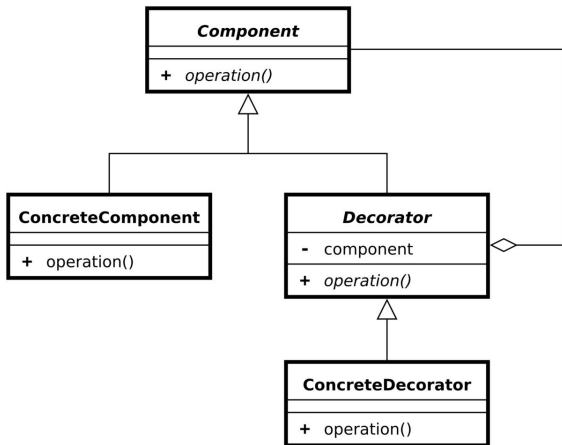 Component
+ operation()
ConcreteComponent
+ operation()
Decorator
- component
+ operation()
ConcreteDecorator
+ operation()